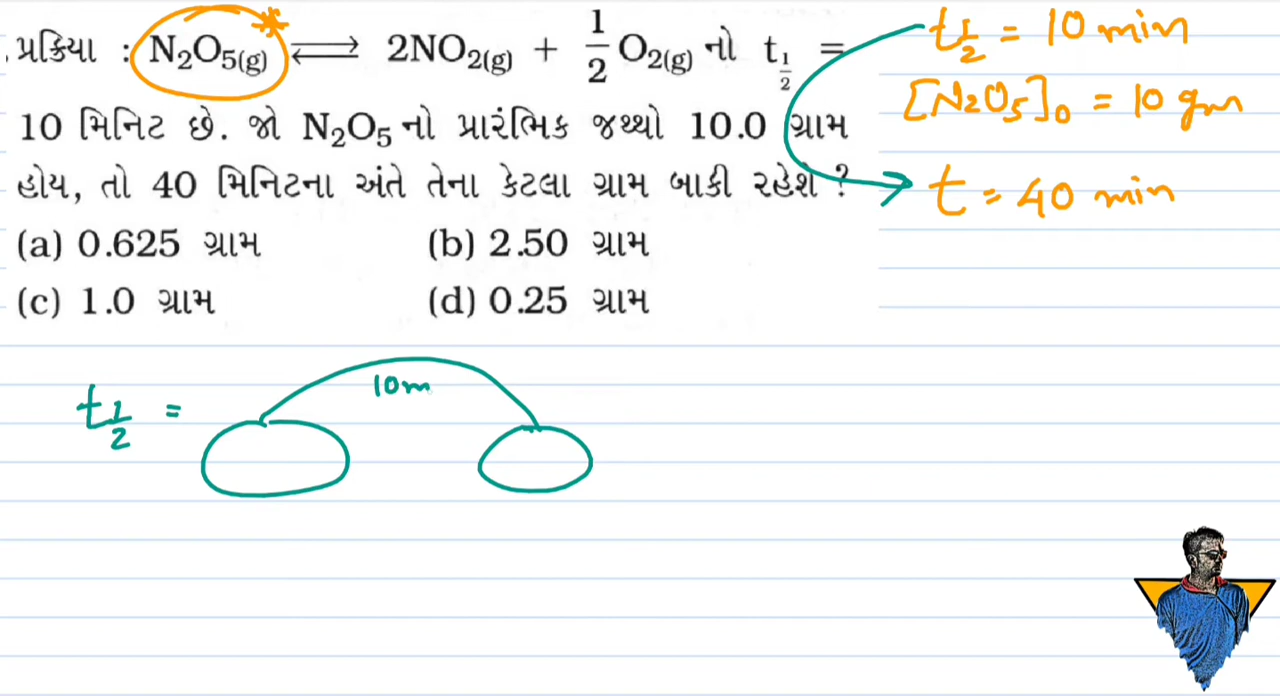 . પ્રક્રિયા : N₂O₅(g) ⟺ 2NO₂(g) + 1/2 O₂(g) નો t1/2 =
10 મિનિટ છે. જો N₂O₅ નો પ્રારંભિક જથ્થો 10.0 ગ્રામ
હોય, તો 40 મિનિટના અંતે તેના કેટલા ગ્રામ બાકી રહેશે ?
(a) 0.625 ગ્રામ (b) 2.50 ગ્રામ
(c) 1.0 ગ્રામ (d) 0.25 ગ્રામ
t1/2 = 10 min
[N₂O₅]₀ = 10 gm
t = 40 min
t1/2 = 10m